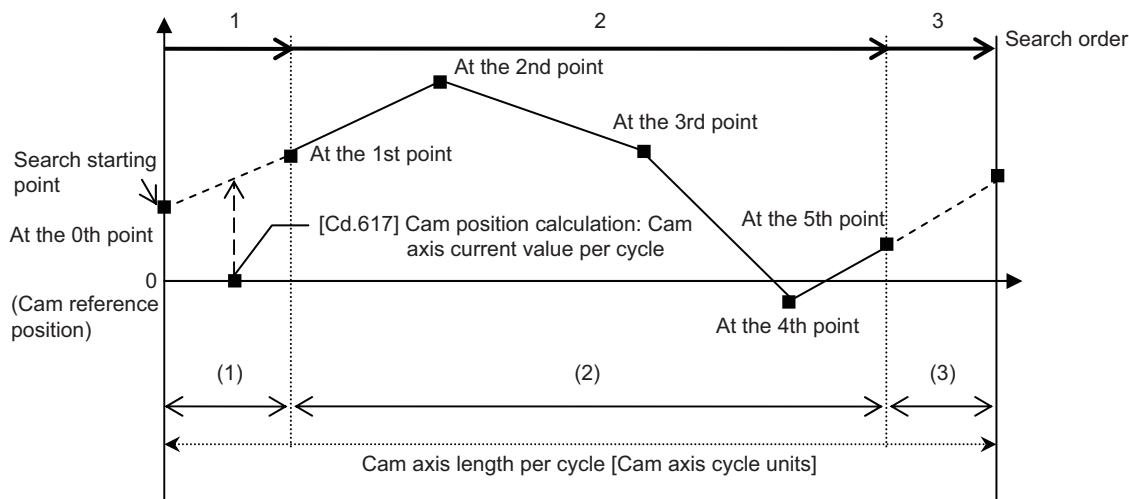 1
2
3
Search order
At the 2nd point
At the 3rd point
At the 1st point
Search starting
point
At the 0th point
[Cd.617] Cam position calculation: Cam
axis current value per cycle
At the 5th point
0
(Cam reference
position)
At the 4th point
(1)
(2)
(3)
Cam axis length per cycle [Cam axis cycle units]